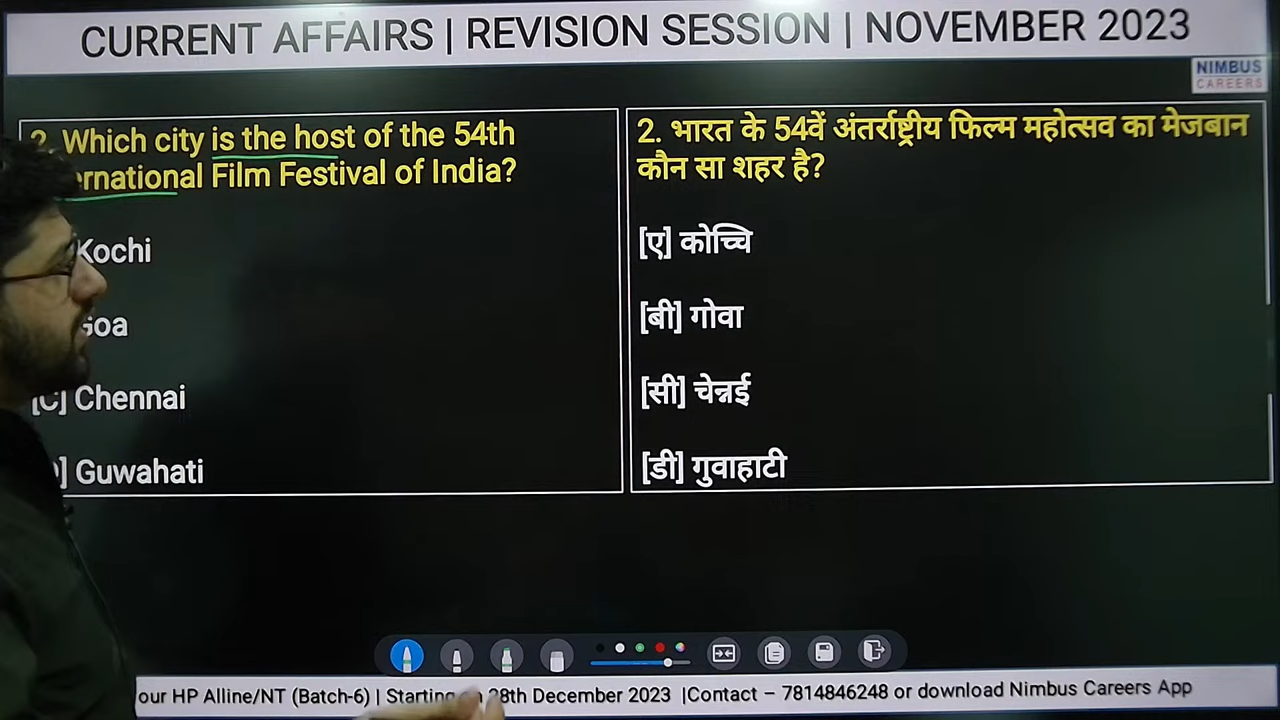 CURRENT AFFAIRS | REVISION SESSION | NOVEMBER 2023
NIMBUS
CAREERS
2. Which city is the host of the 54th
ernational Film Festival of India?
Kochi
Goa
[C] Chennai
] Guwahati
2. भारत के 54वें अंतर्राष्ट्रीय फिल्म महोत्सव का मेजबान
कौन सा शहर है?
[ए] कोच्चि
[बी] गोवा
[सी] चेन्नई
[डी] गुवाहाटी
our HP Alline/NT (Batch-6) | Starting 28th December 2023 |Contact – 7814846248 or download Nimbus Careers App